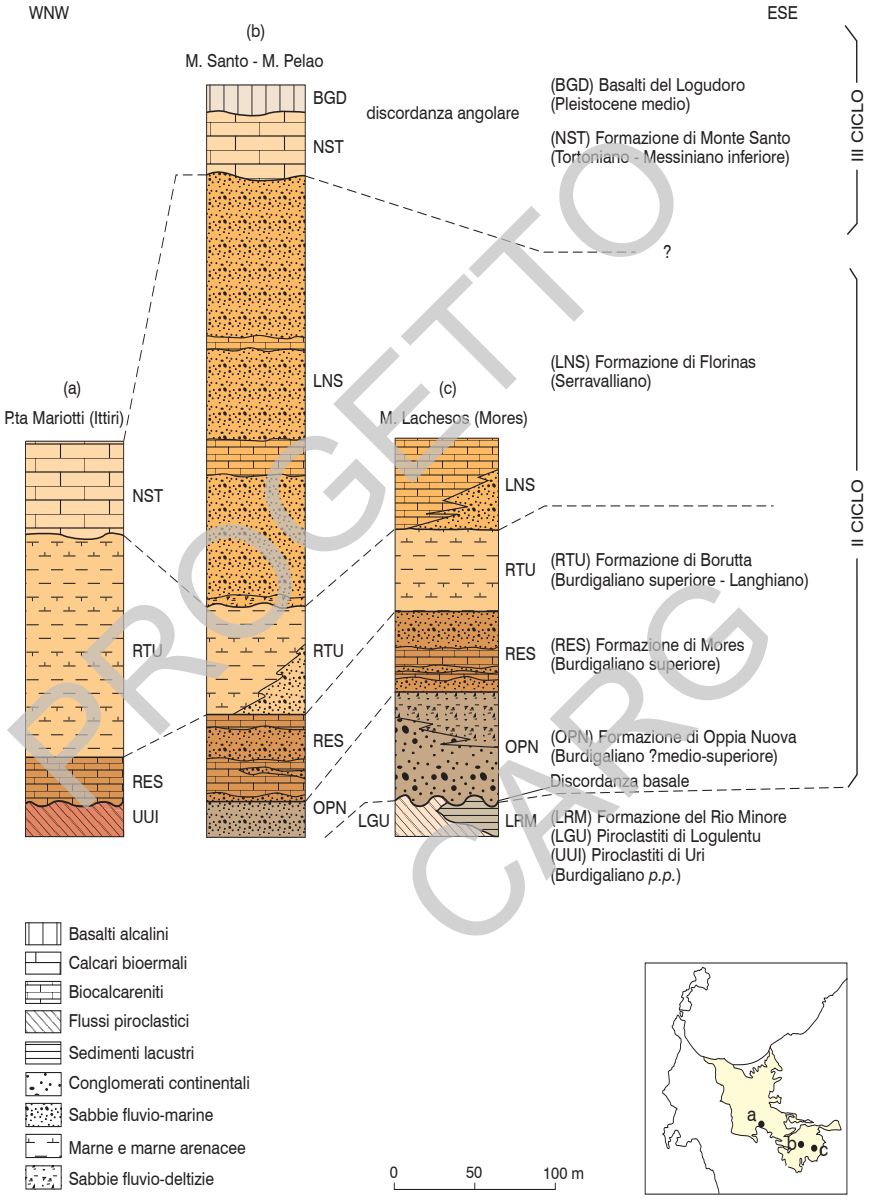 WNW
ESE
(b)
M. Santo - M. Pelao
BGD
discordanza angolare
(BGD) Basalti del Logudoro
(Pleistocene medio)
NST
(NST) Formazione di Monte Santo
(Tortoniano - Messiniano inferiore)
III CICLO
?
LNS
(LNS) Formazione di Florinas
(Serravalliano)
(a)
P.ta Mariotti (Ittiri)
(c)
M. Lachesos (Mores)
NST
LNS
II CICLO
RTU
RTU
RTU
(RTU) Formazione di Borutta
(Burdigaliano superiore - Langhiano)
RES
(RES) Formazione di Mores
(Burdigaliano superiore)
RES
RES
OPN
(OPN) Formazione di Oppia Nuova
(Burdigaliano ?medio-superiore)
Discordanza basale
UUI
OPN
LGU
LRM
(LRM) Formazione del Rio Minore
(LGU) Piroclastiti di Logulentu
(UUI) Piroclastiti di Uri
(Burdigaliano p.p.)
Basalti alcalini
Calcari bioermali
Biocalcareniti
Flussi piroclastici
Sedimenti lacustri
Conglomerati continentali
Sabbie fluvio-marine
Marne e marne arenacee
Sabbie fluvio-deltizie
0 50 100 m
a
b
c
PROGETTO
CARG